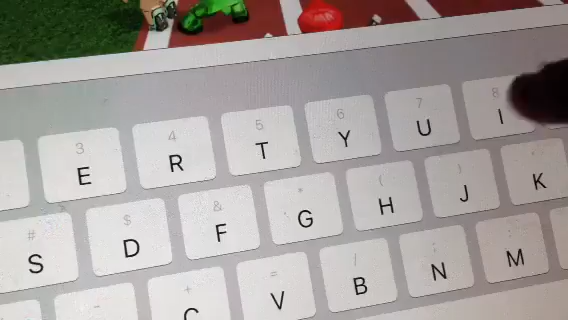 3 4 5 6 7 8
E R T Y U I
# $ & * ( )
S D F G H J K
- + = / ; :
C V B N M